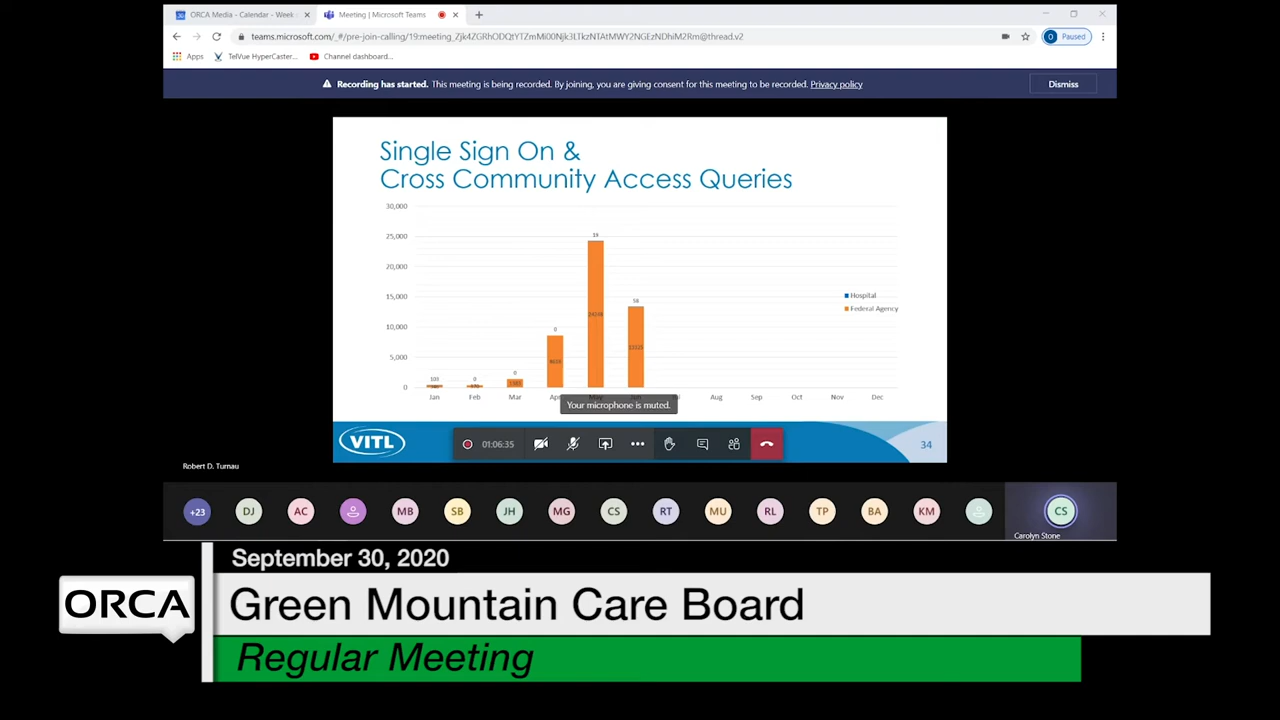 ORCA Media - Calendar - Week
Meeting | Microsoft Teams
teams.microsoft.com/_#/pre-join-calling/19:meeting_Zjk4ZGRhODQtYTZmMi00Njk3LTkzNTAtMWY2NGEzNDhiM2Rm@thread.v2
O
Paused
Apps
TelVue HyperCaster...
Channel dashboard...
Recording has started. This meeting is being recorded. By joining, you are giving consent for this meeting to be recorded. Privacy policy
Dismiss
Single Sign On &
Cross Community Access Queries
30,000
25,000
20,000
15,000
10,000
5,000
0
103
0
0
0
19
58
Hospital
Federal Agency
Jan
Feb
Mar
Aug
Sep
Oct
Nov
Dec
Your microphone is muted.
VITL
01:06:35
34
Robert D. Turnau
+23
DJ
AC
MB
SB
JH
MG
CS
RT
MU
RL
TP
BA
KM
CS
Carolyn Stone
September 30, 2020
ORCA
Green Mountain Care Board
Regular Meeting